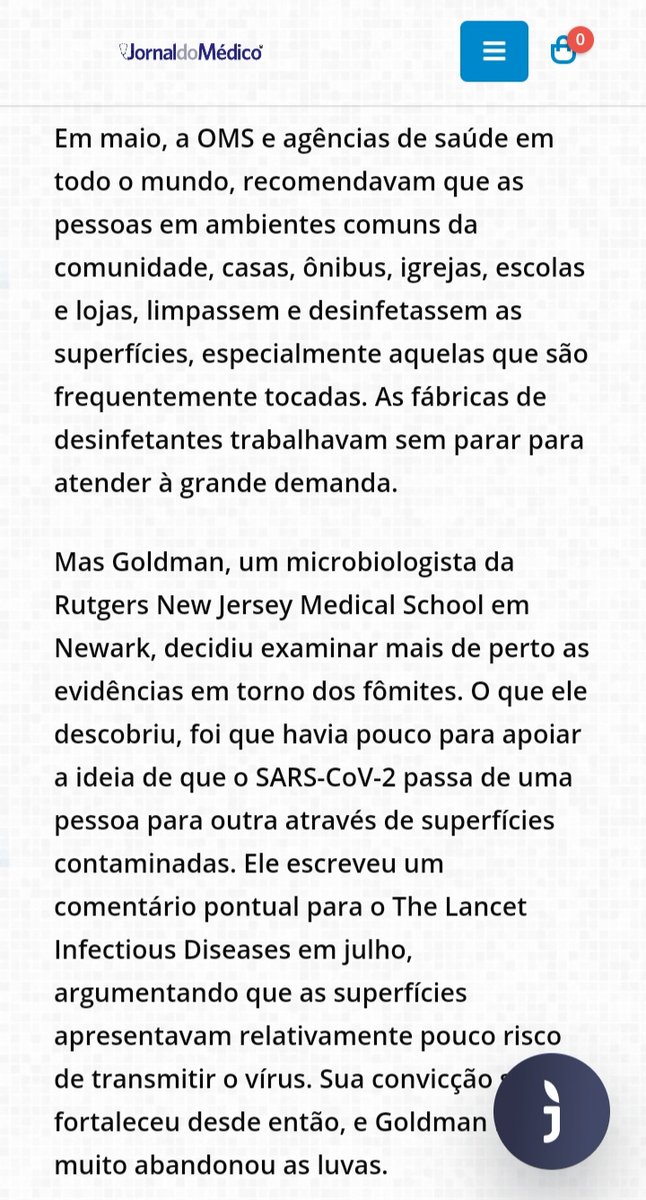 JornaldoMédico
0
Em maio, a OMS e agências de saúde em
todo o mundo, recomendavam que as
pessoas em ambientes comuns da
comunidade, casas, ônibus, igrejas, escolas
e lojas, limpassem e desinfetassem as
superfícies, especialmente aquelas que são
frequentemente tocadas. As fábricas de
desinfetantes trabalhavam sem parar para
atender à grande demanda.
Mas Goldman, um microbiologista da
Rutgers New Jersey Medical School em
Newark, decidiu examinar mais de perto as
evidências em torno dos fômites. O que ele
descobriu, foi que havia pouco para apoiar
a ideia de que o SARS-CoV-2 passa de uma
pessoa para outra através de superfícies
contaminadas. Ele escreveu um
comentário pontual para o The Lancet
Infectious Diseases em julho,
argumentando que as superfícies
apresentavam relativamente pouco risco
de transmitir o vírus. Sua convicção
fortaleceu desde então, e Goldman
muito abandonou as luvas.